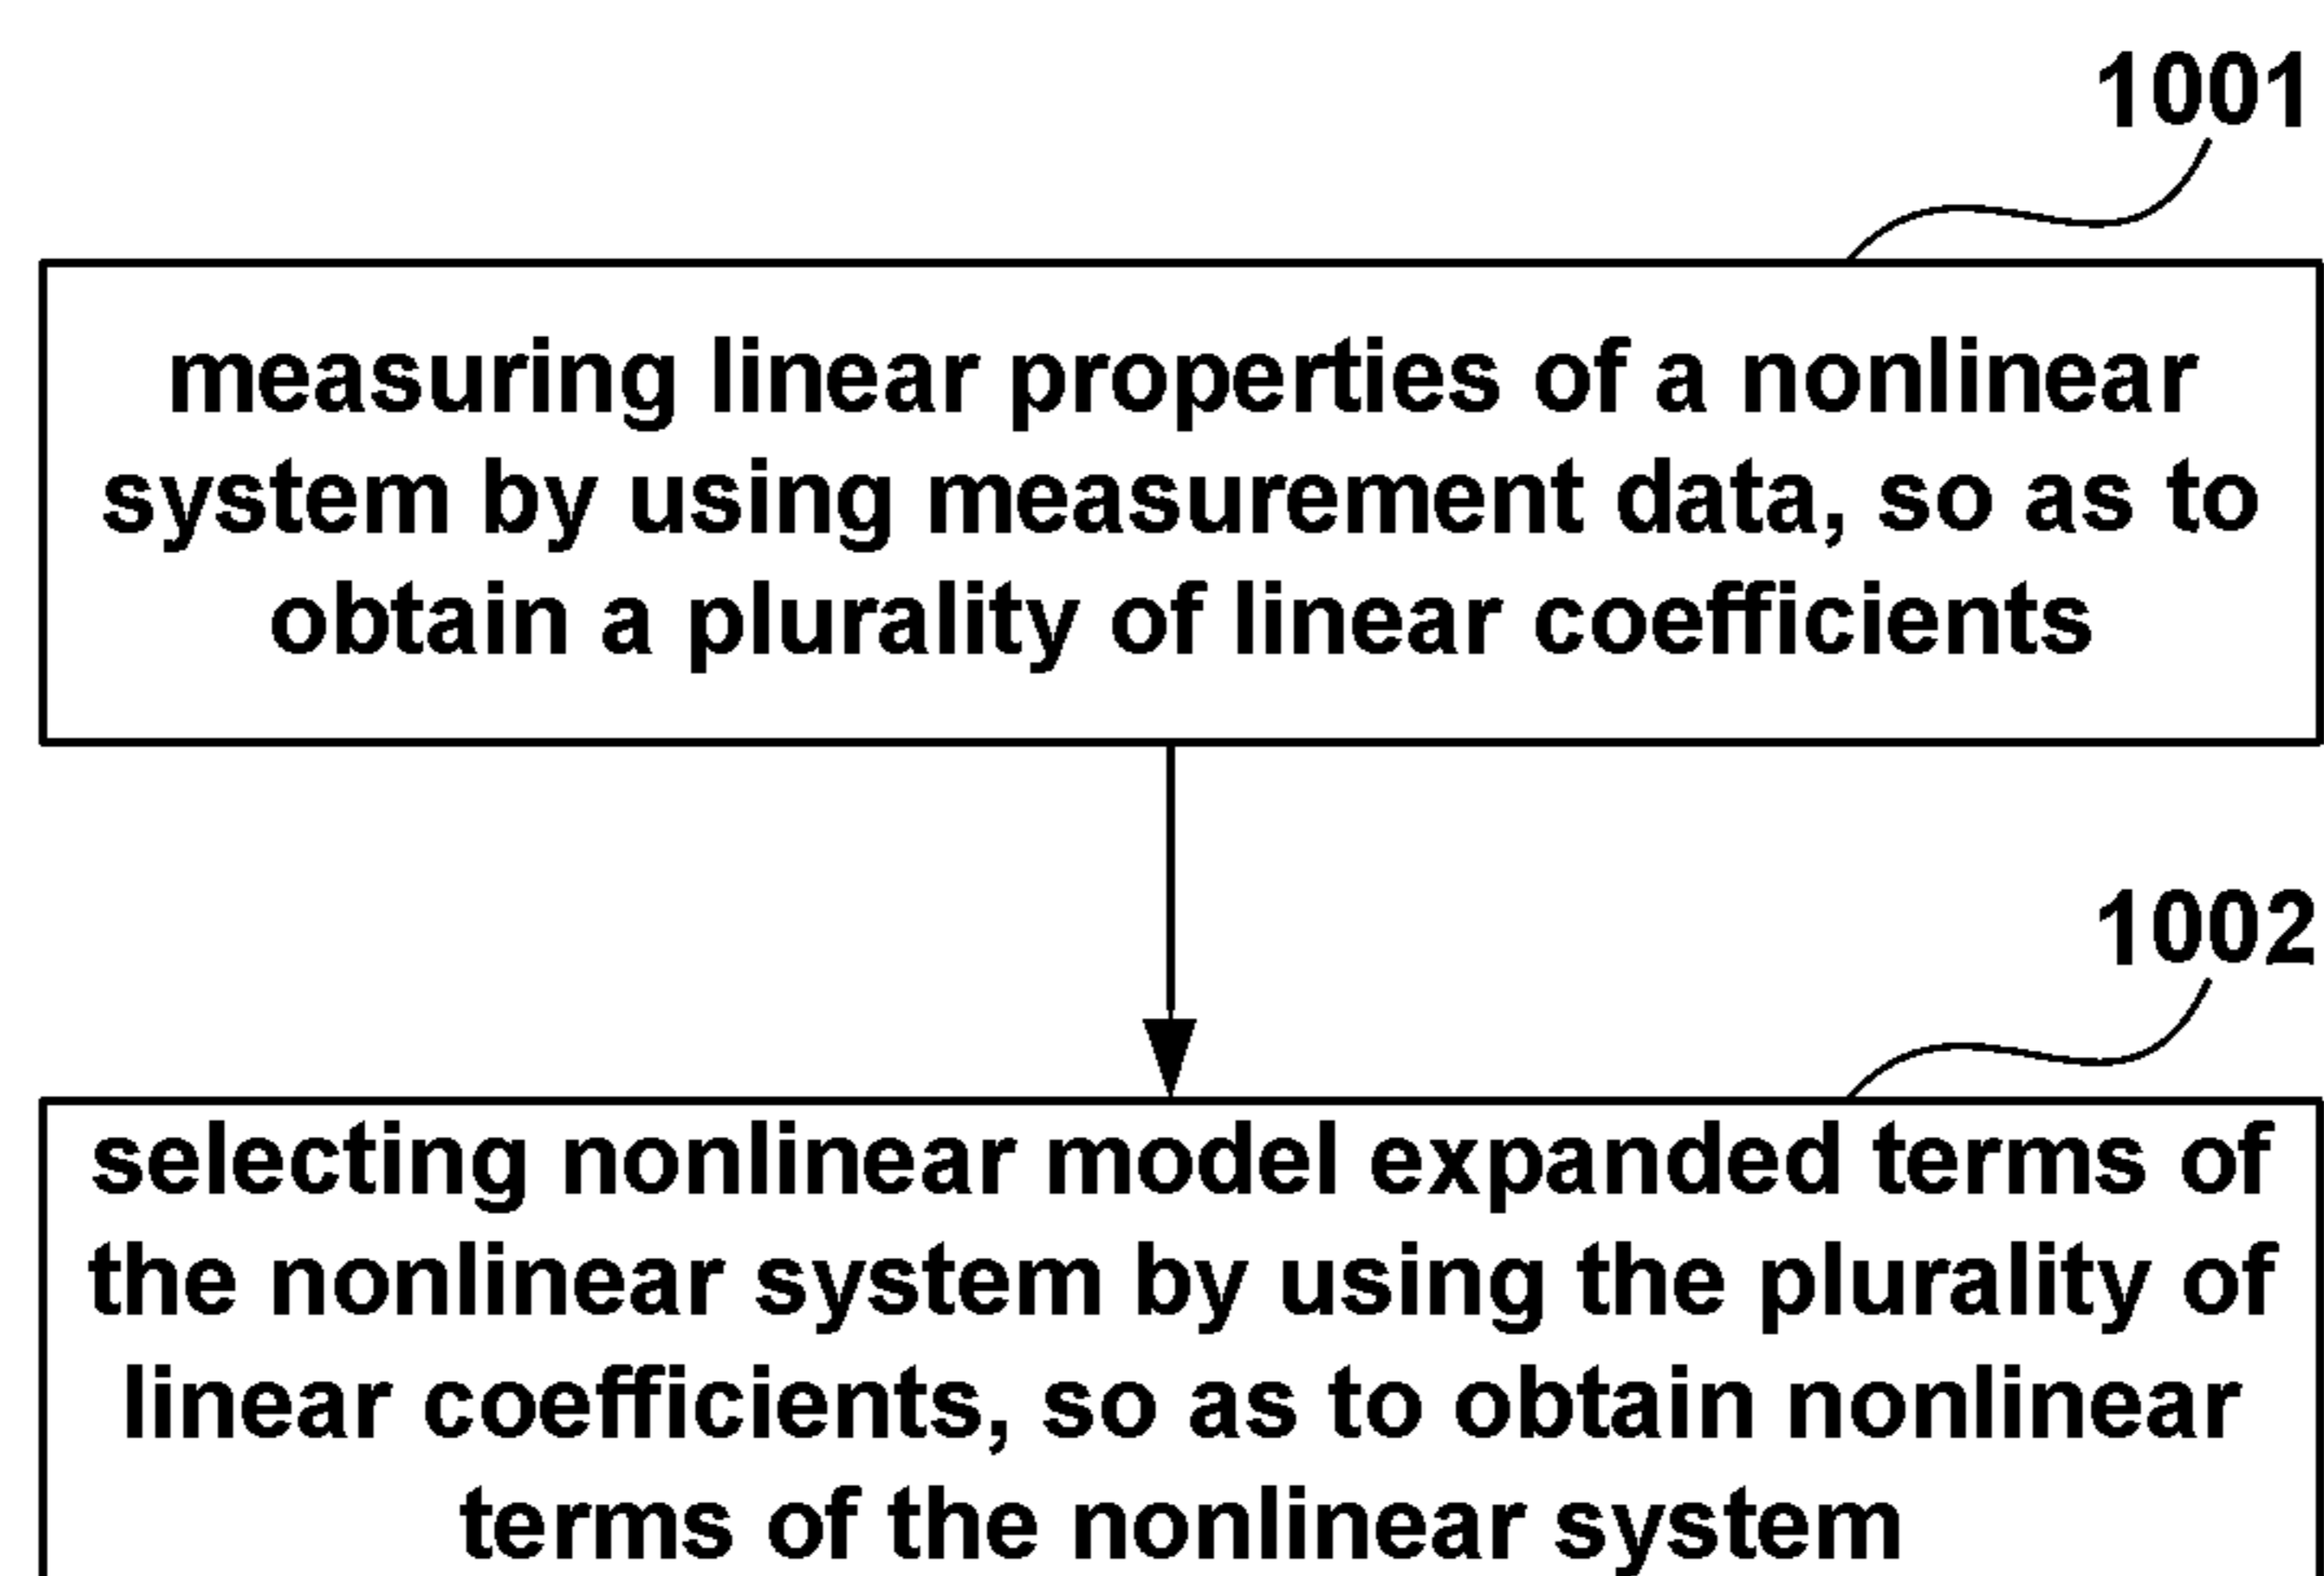 1001
measuring linear properties of a nonlinear
system by using measurement data, so as to
obtain a plurality of linear coefficients
1002
selecting nonlinear model expanded terms of
the nonlinear system by using the plurality of
linear coefficients, so as to obtain nonlinear
terms of the nonlinear system